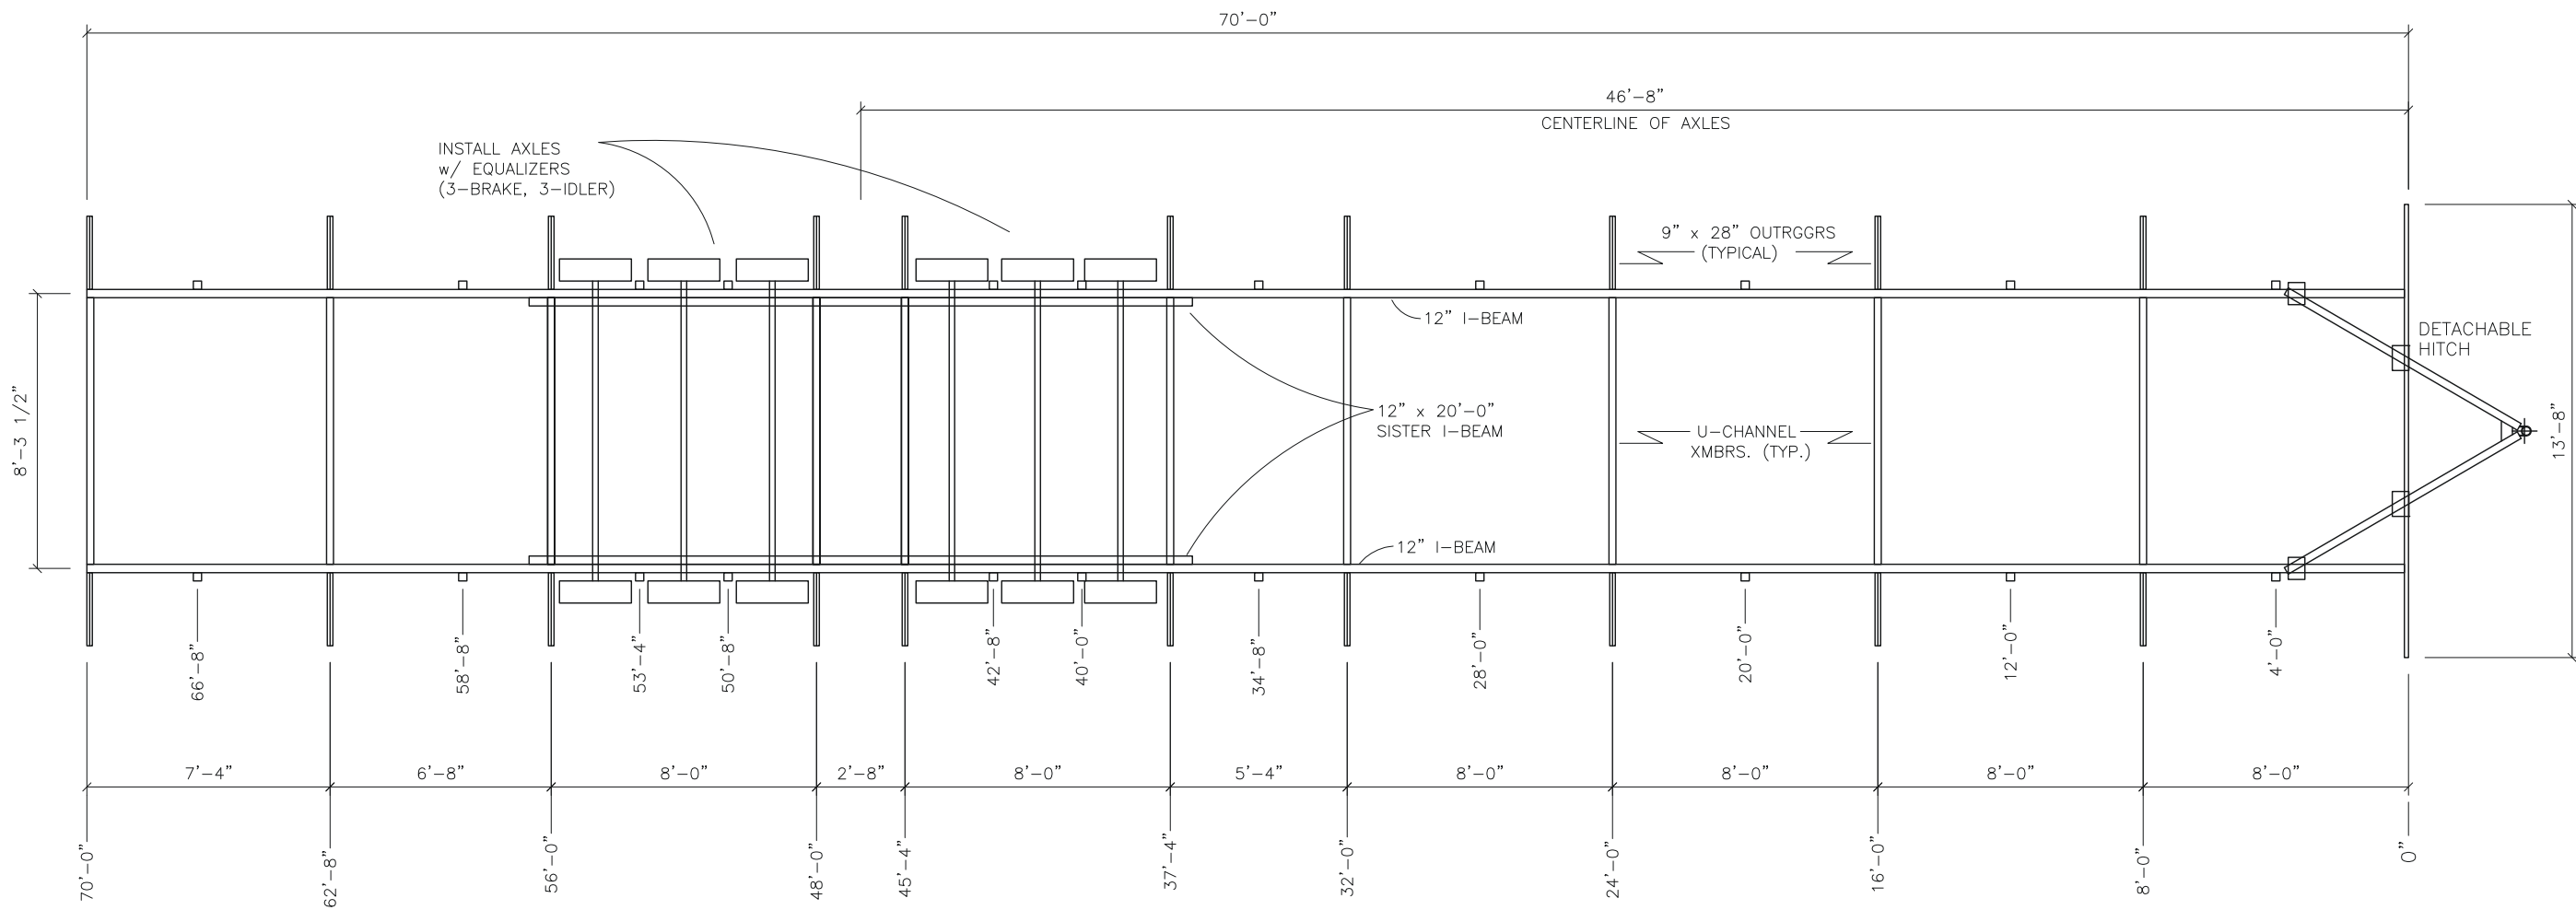 70'-0"
46'-8"
CENTERLINE OF AXLES
INSTALL AXLES
w/ EQUALIZERS
(3-BRAKE, 3-IDLER)
9" x 28" OUTRGGRS
(TYPICAL)
12" I-BEAM
DETACHABLE
HITCH
8'-3 1/2"
12" x 20'-0"
SISTER I-BEAM
U-CHANNEL
XMBRS. (TYP.)
13'-8"
12" I-BEAM
66'-8"
58'-8"
53'-4"
50'-8"
42'-8"
40'-0"
34'-8"
28'-0"
20'-0"
12'-0"
4'-0"
7'-4"
6'-8"
8'-0"
2'-8"
8'-0"
5'-4"
8'-0"
8'-0"
8'-0"
8'-0"
70'-0"
62'-8"
56'-0"
48'-0"
45'-4"
37'-4"
32'-0"
24'-0"
16'-0"
8'-0"
0"